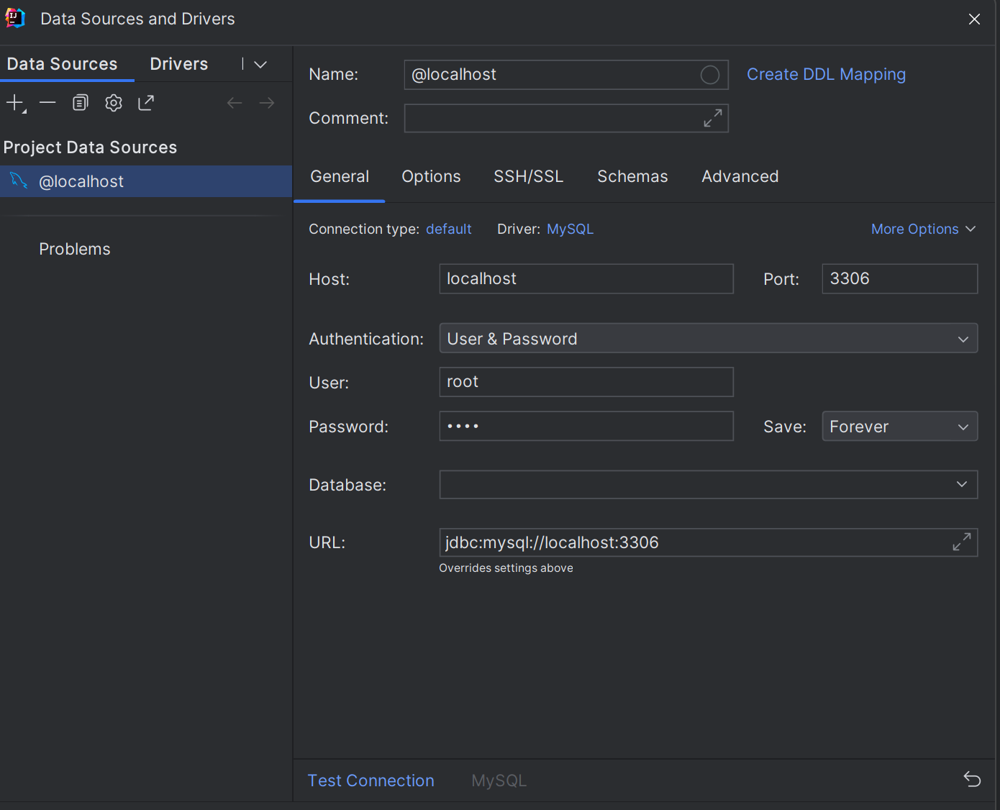 Data Sources and Drivers
Data Sources Drivers
Project Data Sources
@localhost
Problems
Name: @localhost Create DDL Mapping
Comment:
General Options SSH/SSL Schemas Advanced
Connection type: default Driver: MySQL More Options
Host: localhost Port: 3306
Authentication: User & Password
User: root
Password: •••• Save: Forever
Database:
URL: jdbc:mysql://localhost:3306
Overrides settings above
Test Connection MySQL